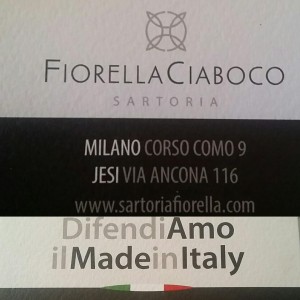 FIORELLACIABOCO
SARTORIA
MILANO CORSO COMO 9
JESI VIA ANCONA 116
www.sartoriafiorella.com
DifendiAmo
ilMadeinItaly